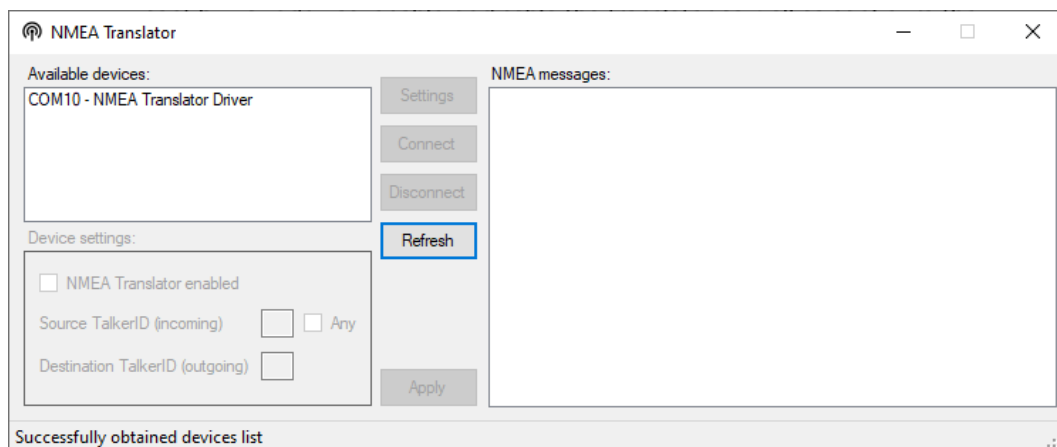 NMEA Translator
Available devices:
COM10 - NMEA Translator Driver
Settings
Connect
Disconnect
Refresh
NMEA messages:
Device settings:
NMEA Translator enabled
Source TalkerID (incoming)
Any
Destination TalkerID (outgoing)
Apply
Successfully obtained devices list